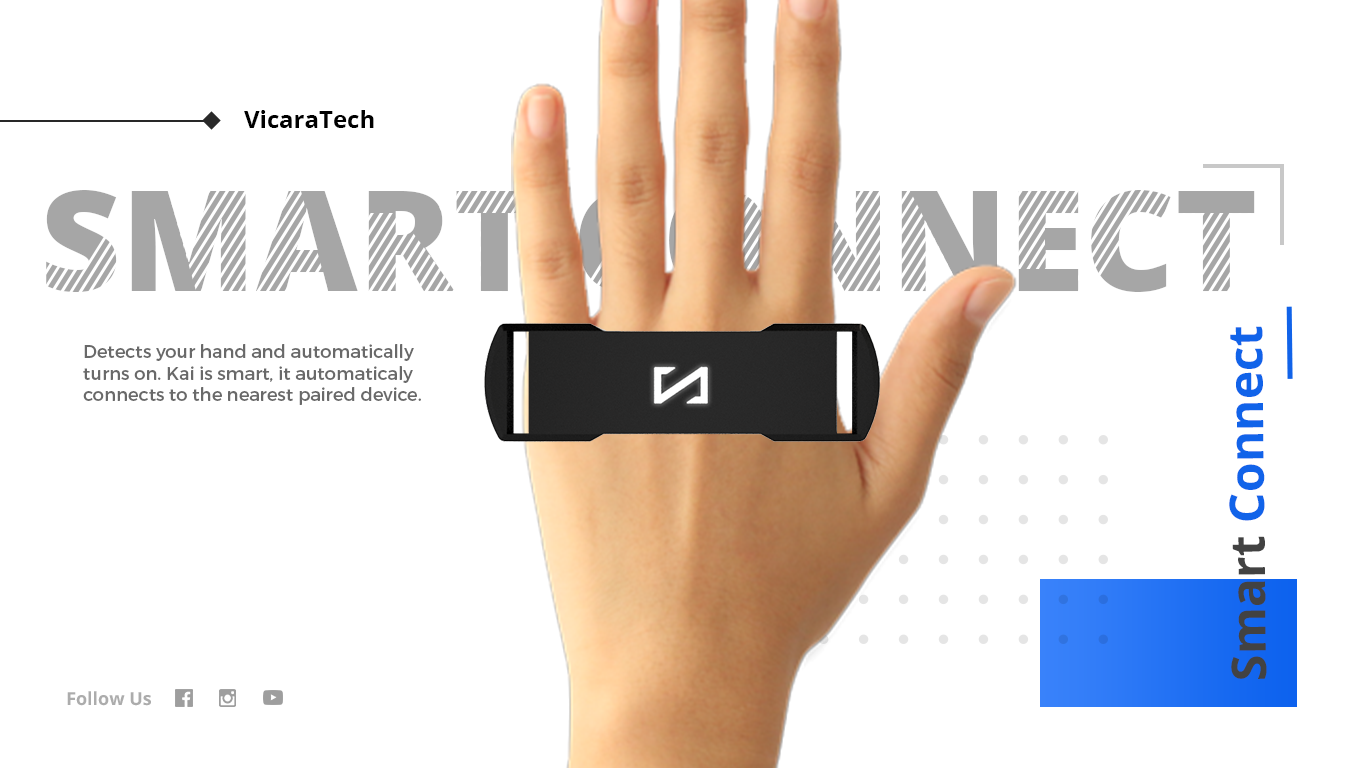 VicaraTech
SMART CONNECT
Detects your hand and automatically
turns on. Kai is smart, it automaticaly
connects to the nearest paired device.
Smart Connect
Follow Us